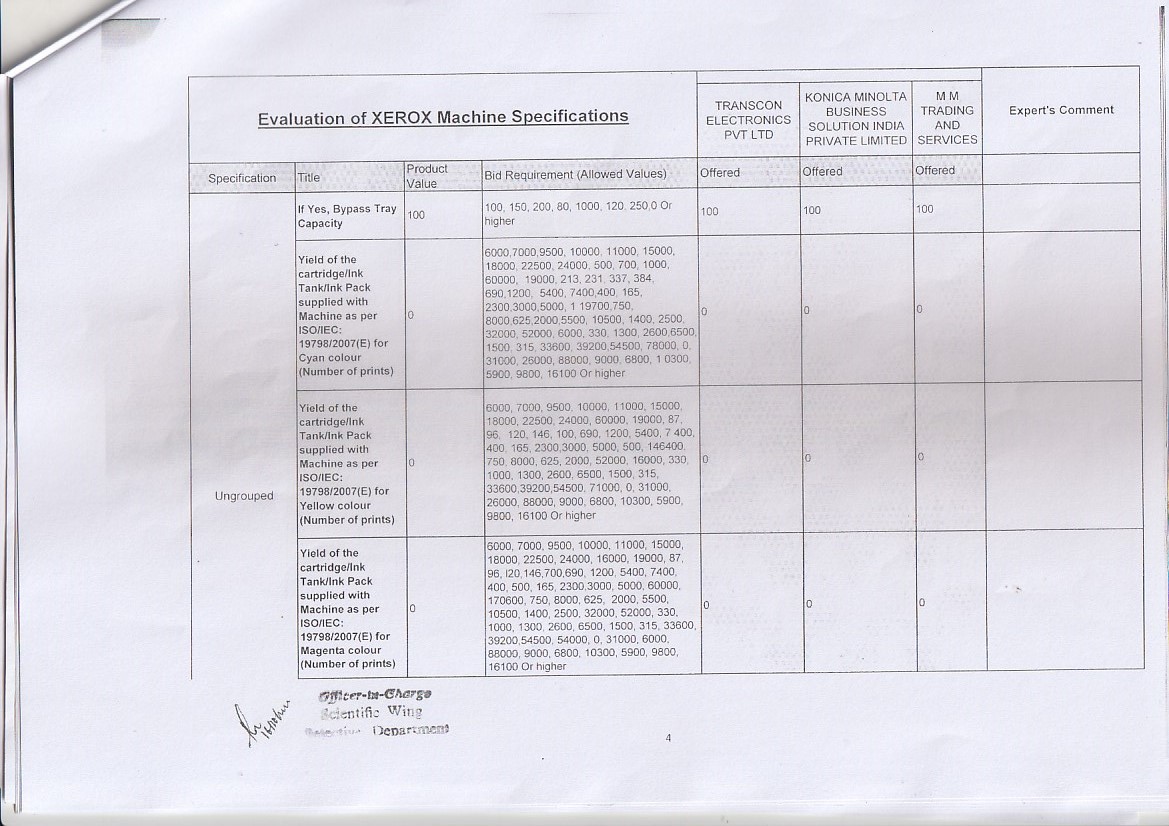 Evaluation of XEROX Machine Specifications
TRANSCON
ELECTRONICS
PVT LTD
KONICA MINOLTA
BUSINESS
SOLUTION INDIA
PRIVATE LIMITED
M M
TRADING
AND
SERVICES
Expert's Comment
Specification
Title
Product
Value
Bid Requirement (Allowed Values)
Offered
Offered
Offered
Ungrouped
If Yes, Bypass Tray
Capacity
100
100, 150, 200, 80, 1000, 120. 250,0 Or
higher
100
100
100
Yield of the
cartridge/Ink
Tank/Ink Pack
supplied with
Machine as per
ISO/IEC:
19798/2007(E) for
Cyan colour
(Number of prints)
0
6000,7000,9500, 10000, 11000, 15000,
18000, 22500, 24000, 500, 700, 1000,
60000, 19000, 213, 231, 337, 384,
690,1200, 5400, 7400,400, 165,
2300,3000,5000, 1 19700,750,
8000,625,2000,5500, 10500, 1400, 2500,
32000, 52000, 6000, 330, 1300, 2600,6500,
1500, 315, 33600, 39200,54500, 78000, 0,
31000, 26000, 88000, 9000, 6800, 1 0300,
5900, 9800, 16100 Or higher
0
0
0
Yield of the
cartridge/Ink
Tank/Ink Pack
supplied with
Machine as per
ISO/IEC:
19798/2007(E) for
Yellow colour
(Number of prints)
0
6000, 7000, 9500, 10000, 11000, 15000,
18000, 22500, 24000, 60000, 19000, 87,
96, 120, 146, 100, 690, 1200, 5400, 7 400,
400, 165, 2300,3000, 5000, 500, 146400,
750, 8000, 625, 2000, 52000, 16000, 330,
1000, 1300, 2600, 6500, 1500, 315,
33600,39200,54500, 71000, 0, 31000,
26000, 88000, 9000, 6800, 10300, 5900,
9800, 16100 Or higher
0
0
0
Yield of the
cartridge/Ink
Tank/Ink Pack
supplied with
Machine as per
ISO/IEC:
19798/2007(E) for
Magenta colour
(Number of prints)
0
6000, 7000, 9500, 10000, 11000, 15000,
18000, 22500, 24000, 16000, 19000, 87,
96, I20,146,700,690, 1200, 5400, 7400,
400, 500, 165, 2300,3000, 5000, 60000,
170600, 750, 8000, 625, 2000, 5500,
10500, 1400, 2500, 32000, 52000, 330,
1000, 1300, 2600, 6500, 1500, 315, 33600,
39200,54500, 54000, 0, 31000, 6000,
88000, 9000, 6800, 10300, 5900, 9800,
16100 Or higher
0
0
0
Officer-in-Charge
Scientific Wing
Detective Department
4